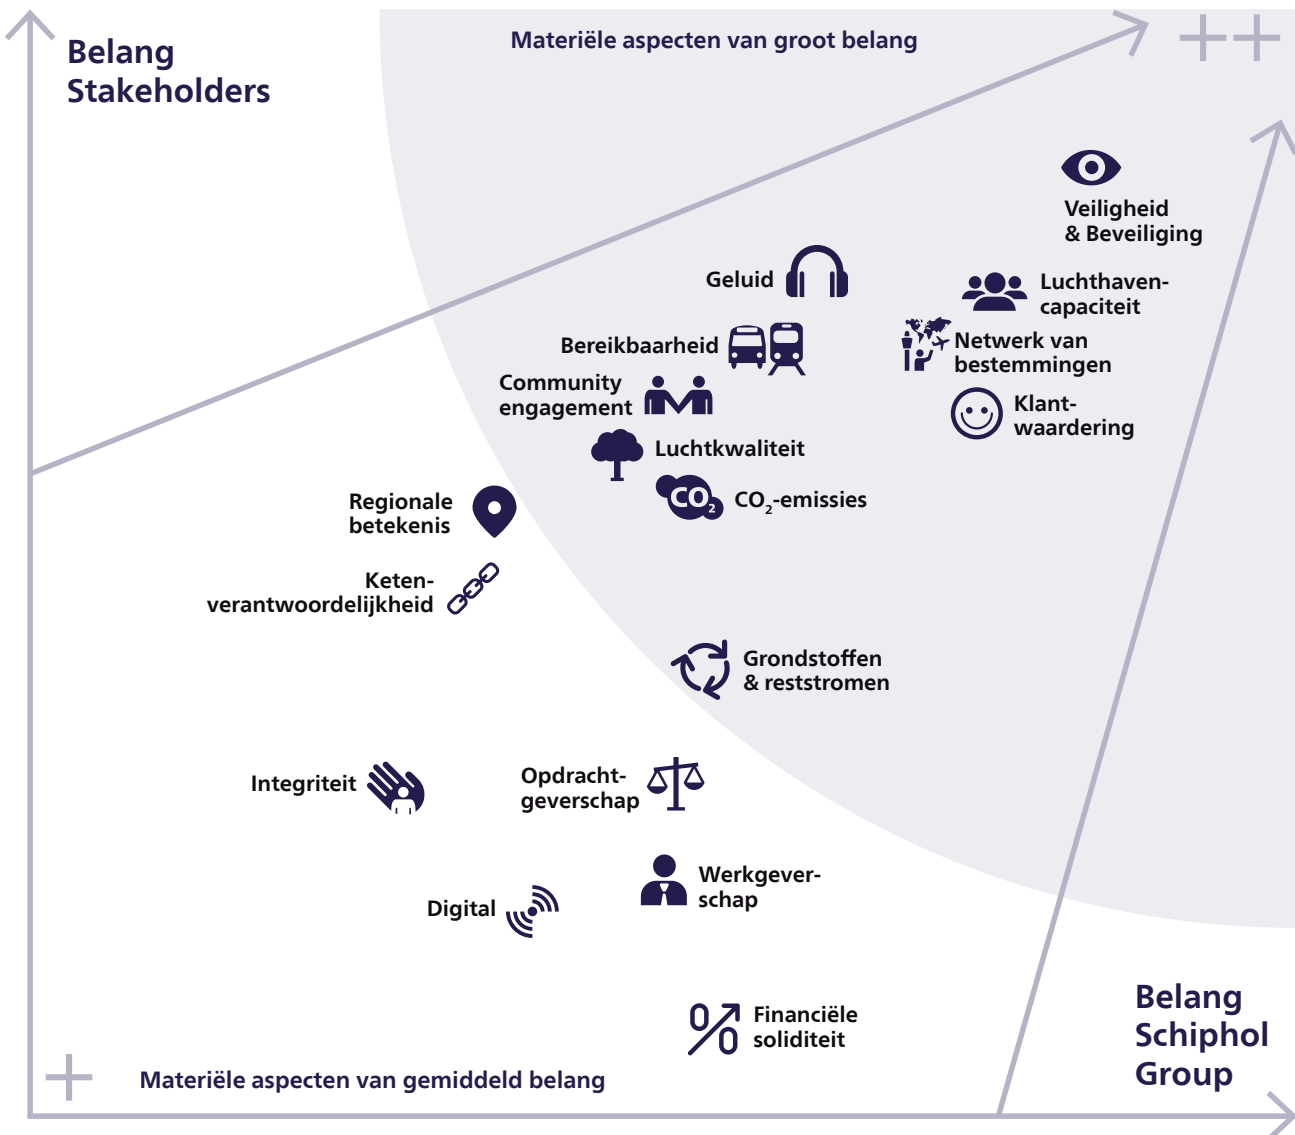 Belang
Stakeholders
Materiële aspecten van groot belang
Veiligheid
& Beveiliging
Geluid
Luchthaven-
capaciteit
Bereikbaarheid
Netwerk van
bestemmingen
Community
engagement
Klant-
waardering
Luchtkwaliteit
CO₂
CO₂-emissies
Regionale
betekenis
Keten-
verantwoordelijkheid
Grondstoffen
& reststromen
Integriteit
Opdracht-
geverschap
Werkgever-
schap
Digital
Financiële
soliditeit
Belang
Schiphol
Group
Materiële aspecten van gemiddeld belang